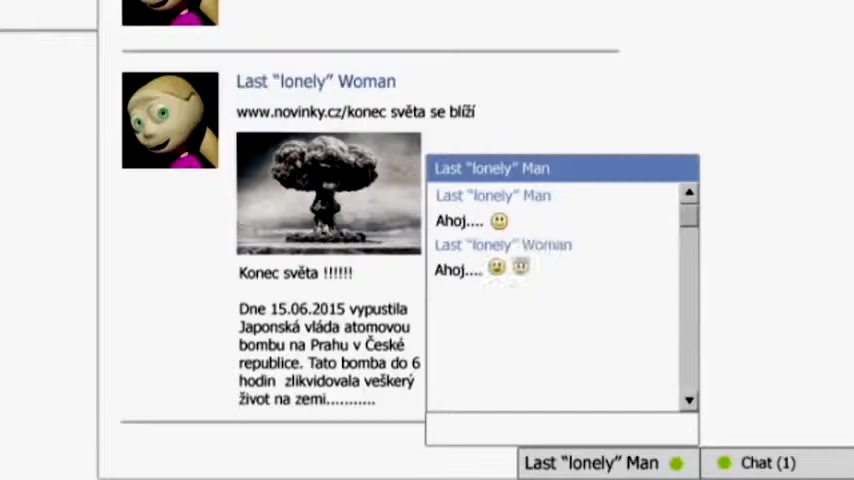 Last “lonely” Woman
www.novinky.cz/konec světa se blíží
Konec světa !!!!!!
Dne 15.06.2015 vypustila
Japonská vláda atomovou
bombu na Prahu v České
republice. Tato bomba do 6
hodin zlikvidovala veškerý
život na zemi...........
Last “lonely” Man
Last “lonely” Man
Ahoj....
Last “lonely” Woman
Ahoj....
Last “lonely” Man
Chat (1)